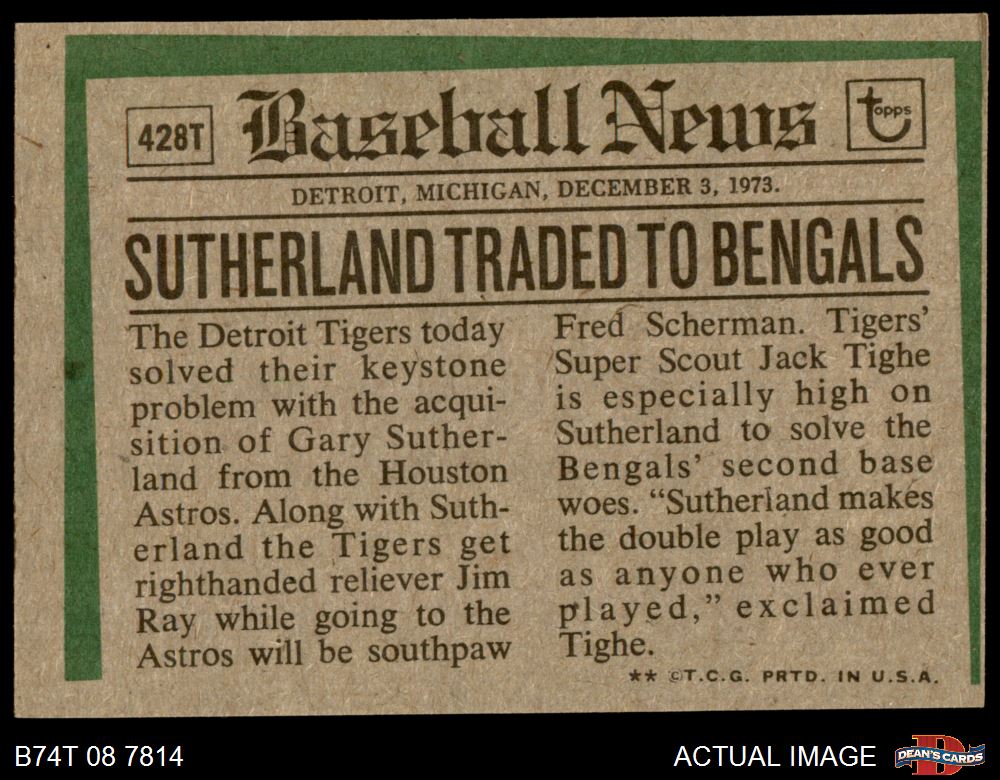 428T
Baseball News
topps
DETROIT, MICHIGAN, DECEMBER 3, 1973.
SUTHERLAND TRADED TO BENGALS
The Detroit Tigers today
solved their keystone
problem with the acqui-
sition of Gary Suther-
land from the Houston
Astros. Along with Suth-
erland the Tigers get
righthanded reliever Jim
Ray while going to the
Astros will be southpaw
Fred Scherman. Tigers'
Super Scout Jack Tighe
is especially high on
Sutherland to solve the
Bengals' second base
woes. "Sutherland makes
the double play as good
as anyone who ever
played," exclaimed
Tighe.
** ©T.C.G. PRTD. IN U.S.A.
B74T 08 7814
ACTUAL IMAGE
DEAN'S CARDS